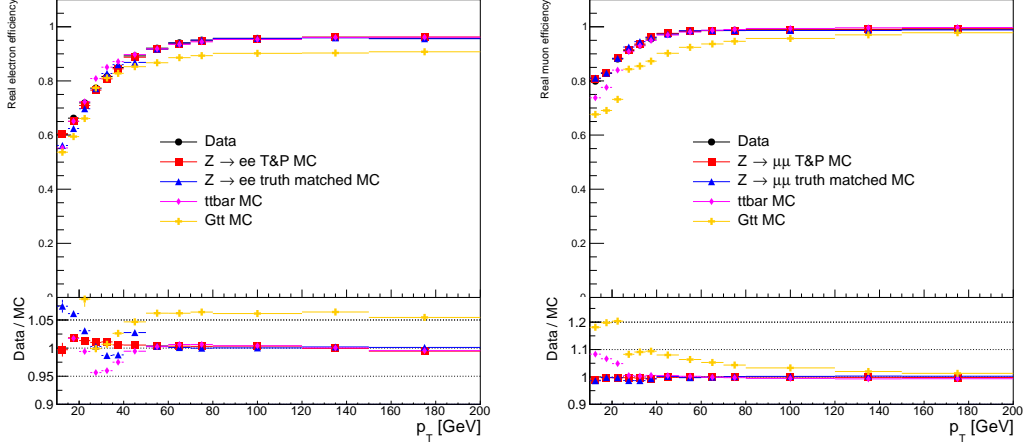 Real electron efficiency
1
0.8
0.6
0.4
0.2
0
Data
Z → ee T&P MC
Z → ee truth matched MC
ttbar MC
Gtt MC
Data / MC
1.05
1
0.95
0.9
0 20 40 60 80 100 120 140 160 180 200
p_T [GeV]
Real muon efficiency
1
0.8
0.6
0.4
0.2
0
Data
Z → μμ T&P MC
Z → μμ truth matched MC
ttbar MC
Gtt MC
Data / MC
1.2
1.1
1
0.9
0 20 40 60 80 100 120 140 160 180 200
p_T [GeV]